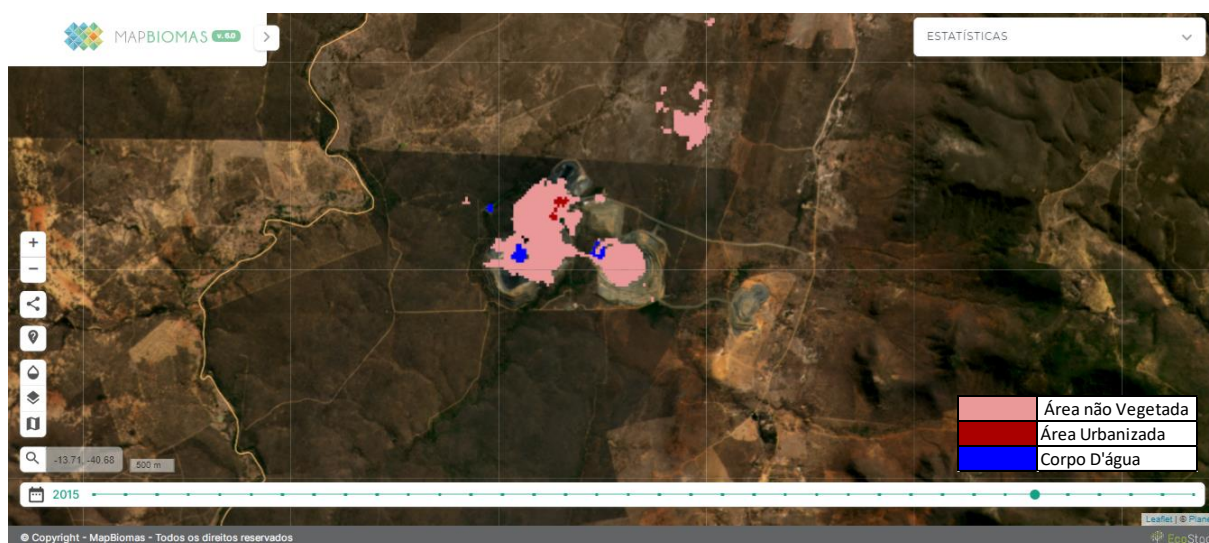 MAPBIOMAS v. 6.0
ESTATÍSTICAS
Área não Vegetada
Área Urbanizada
Corpo D'água
-13.71, -40.68
500 m
2015
Leaflet | © Plane
© Copyright - MapBiomas - Todos os direitos reservados
EcoStoc